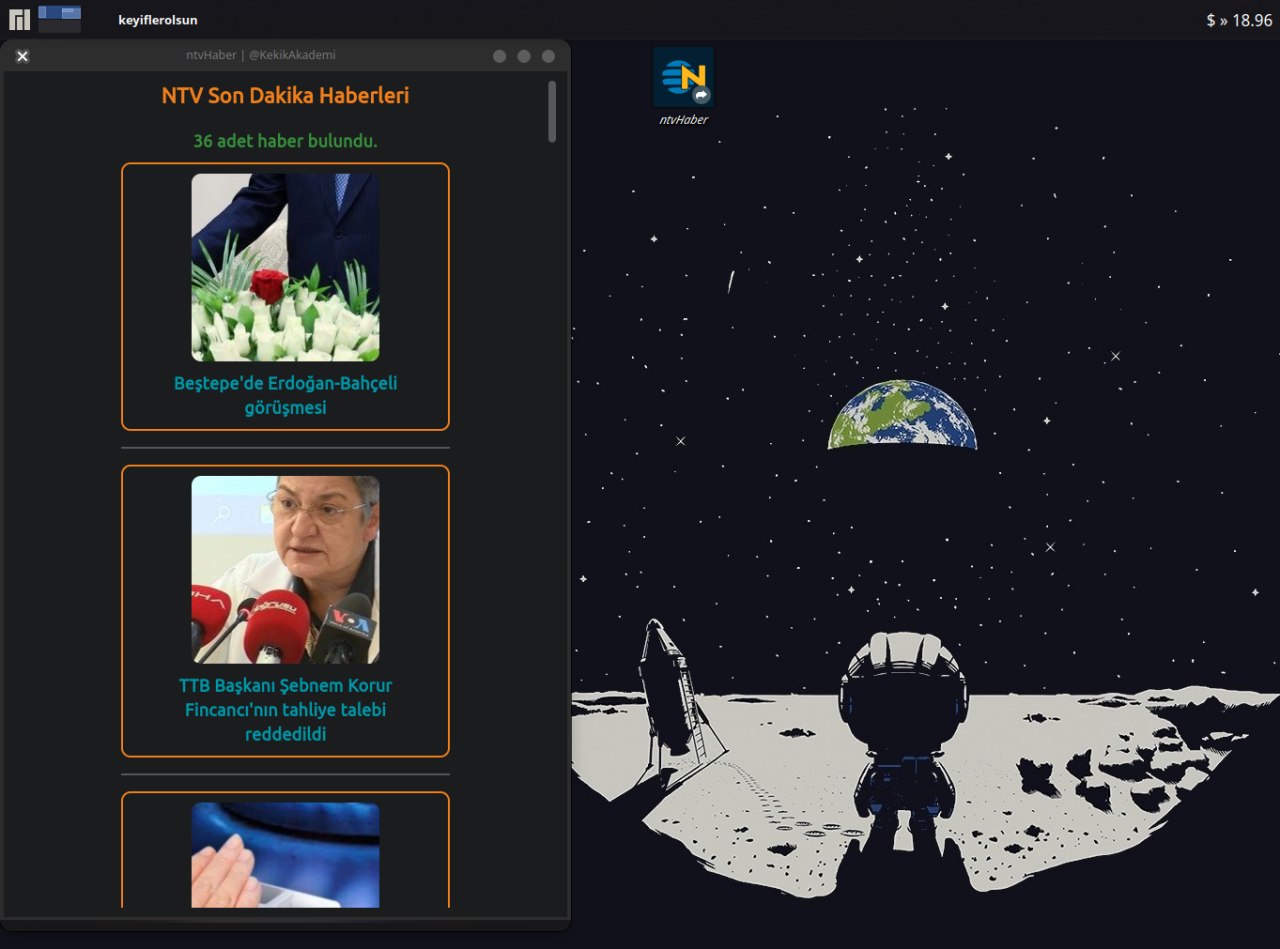 keyiflerolsun
$ » 18.96
ntvHaber | @KekikAkademi
NTV Son Dakika Haberleri
36 adet haber bulundu.
Beştepe'de Erdoğan-Bahçeli
görüşmesi
VOA
TTB Başkanı Şebnem Korur
Fincancı'nın tahliye talebi
reddedildi
N
ntvHaber